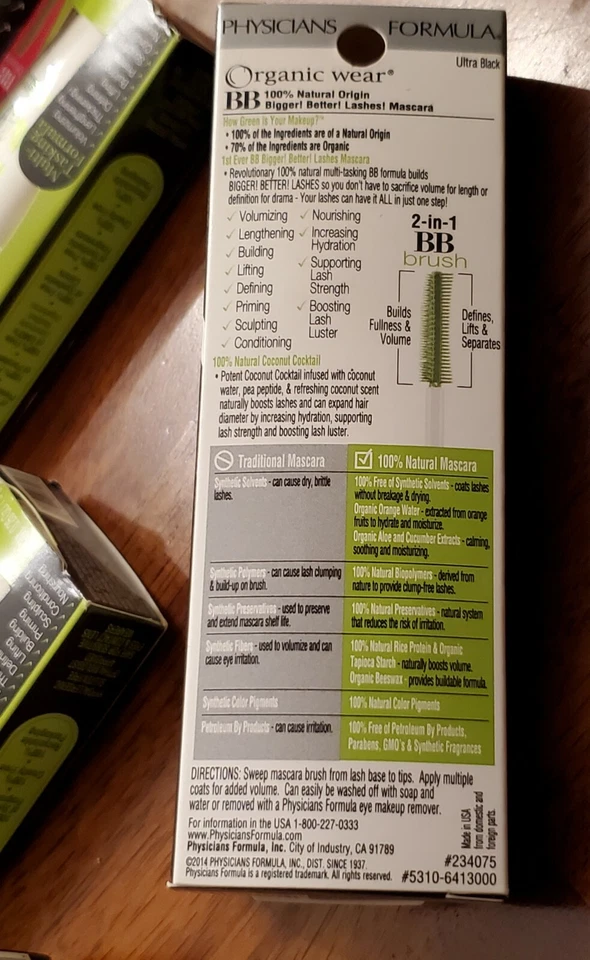 PHYSICIANS FORMULA®
Ultra Black
Organic wear®
BB 100% Natural Origin
Bigger! Better! Lashes! Mascara
How Green is Your Makeup?™
• 100% of the Ingredients are of a Natural Origin
• 70% of the Ingredients are Organic
1st Ever BB Bigger! Better! Lashes Mascara
• Revolutionary 100% natural multi-tasking BB formula builds
BIGGER! BETTER! LASHES so you don't have to sacrifice volume for length or
definition for drama - Your lashes can have it ALL in just one step!
✓ Volumizing
✓ Lengthening
✓ Building
✓ Lifting
✓ Defining
✓ Priming
✓ Sculpting
✓ Conditioning
✓ Nourishing
✓ Increasing
Hydration
✓ Supporting
Lash
Strength
✓ Boosting
Lash
Luster
2-in-1
BB
brush
Builds
Fullness &
Volume
Defines,
Lifts &
Separates
100% Natural Coconut Cocktail
• Potent Coconut Cocktail infused with coconut
water, pea peptide, & refreshing coconut scent
naturally boosts lashes and can expand hair
diameter by increasing hydration, supporting
lash strength and boosting lash luster.
Traditional Mascara
100% Natural Mascara
Synthetic Solvents - can cause dry, brittle
lashes.
100% Free of Synthetic Solvents - coats lashes
without breakage & drying.
Organic Orange Water - extracted from orange
fruits to hydrate and moisturize.
Organic Aloe and Cucumber Extracts - calming,
soothing and moisturizing.
Synthetic Polymers - can cause lash clumping
& build-up on brush.
100% Natural Biopolymers - derived from
nature to provide clump-free lashes.
Synthetic Preservatives - used to preserve
and extend mascara shelf life.
100% Natural Preservatives - natural system
that reduces the risk of irritation.
Synthetic Fibers - used to volumize and can
cause eye irritation.
100% Natural Rice Protein & Organic
Tapioca Starch - naturally boosts volume.
Organic Beeswax - provides buildable formula.
Synthetic Color Pigments
100% Natural Color Pigments
Petroleum By Products - can cause irritation.
100% Free of Petroleum By Products,
Parabens, GMO's & Synthetic Fragrances
DIRECTIONS: Sweep mascara brush from lash base to tips. Apply multiple
coats for added volume. Can easily be washed off with soap and
water or removed with a Physicians Formula eye makeup remover.
For information in the USA 1-800-227-0333
www.PhysiciansFormula.com
Physicians Formula, Inc. City of Industry, CA 91789
©2014 PHYSICIANS FORMULA, INC., DIST. SINCE 1937.
Physicians Formula is a registered trademark. All rights reserved.
Made in USA
from domestic and
foreign parts.
#234075
#5310-6413000
Multi-
Tasking
Formula
Lifting
Priming
Sculpting
Conditioning
Nourishing